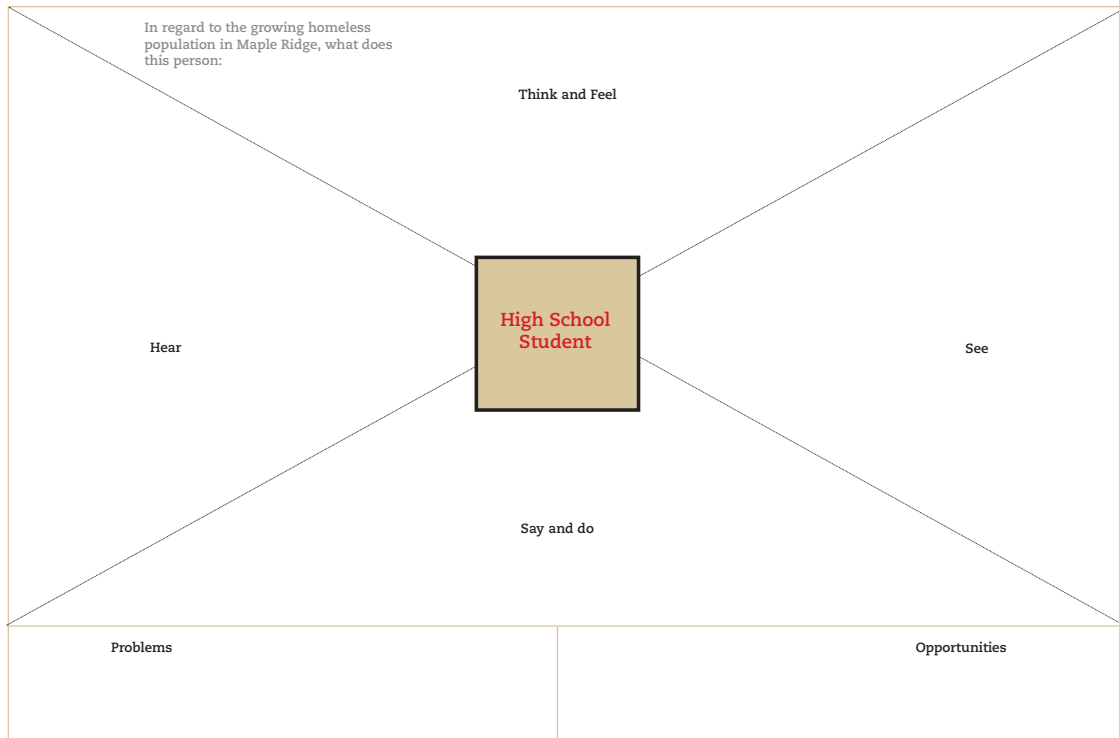 In regard to the growing homeless
population in Maple Ridge, what does
this person:
Think and Feel
High School
Student
Hear
See
Say and do
Problems
Opportunities